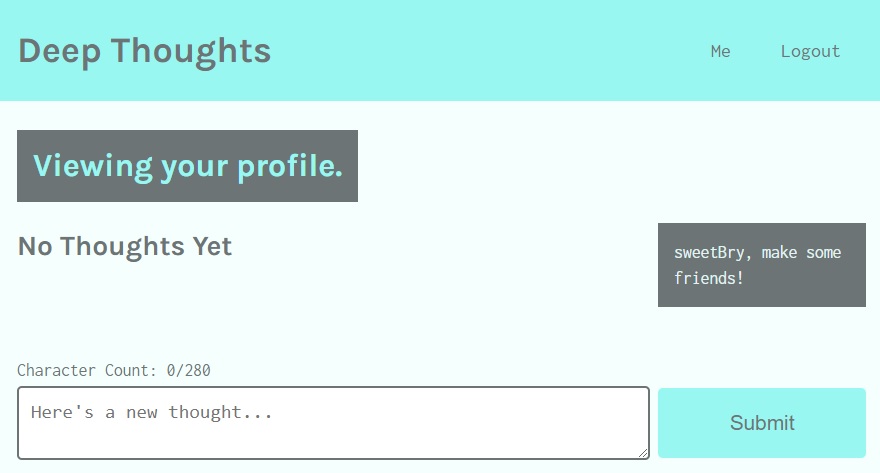 Deep Thoughts
Me
Logout
Viewing your profile.
No Thoughts Yet
sweetBry, make some
friends!
Character Count: 0/280
Here's a new thought...
Submit